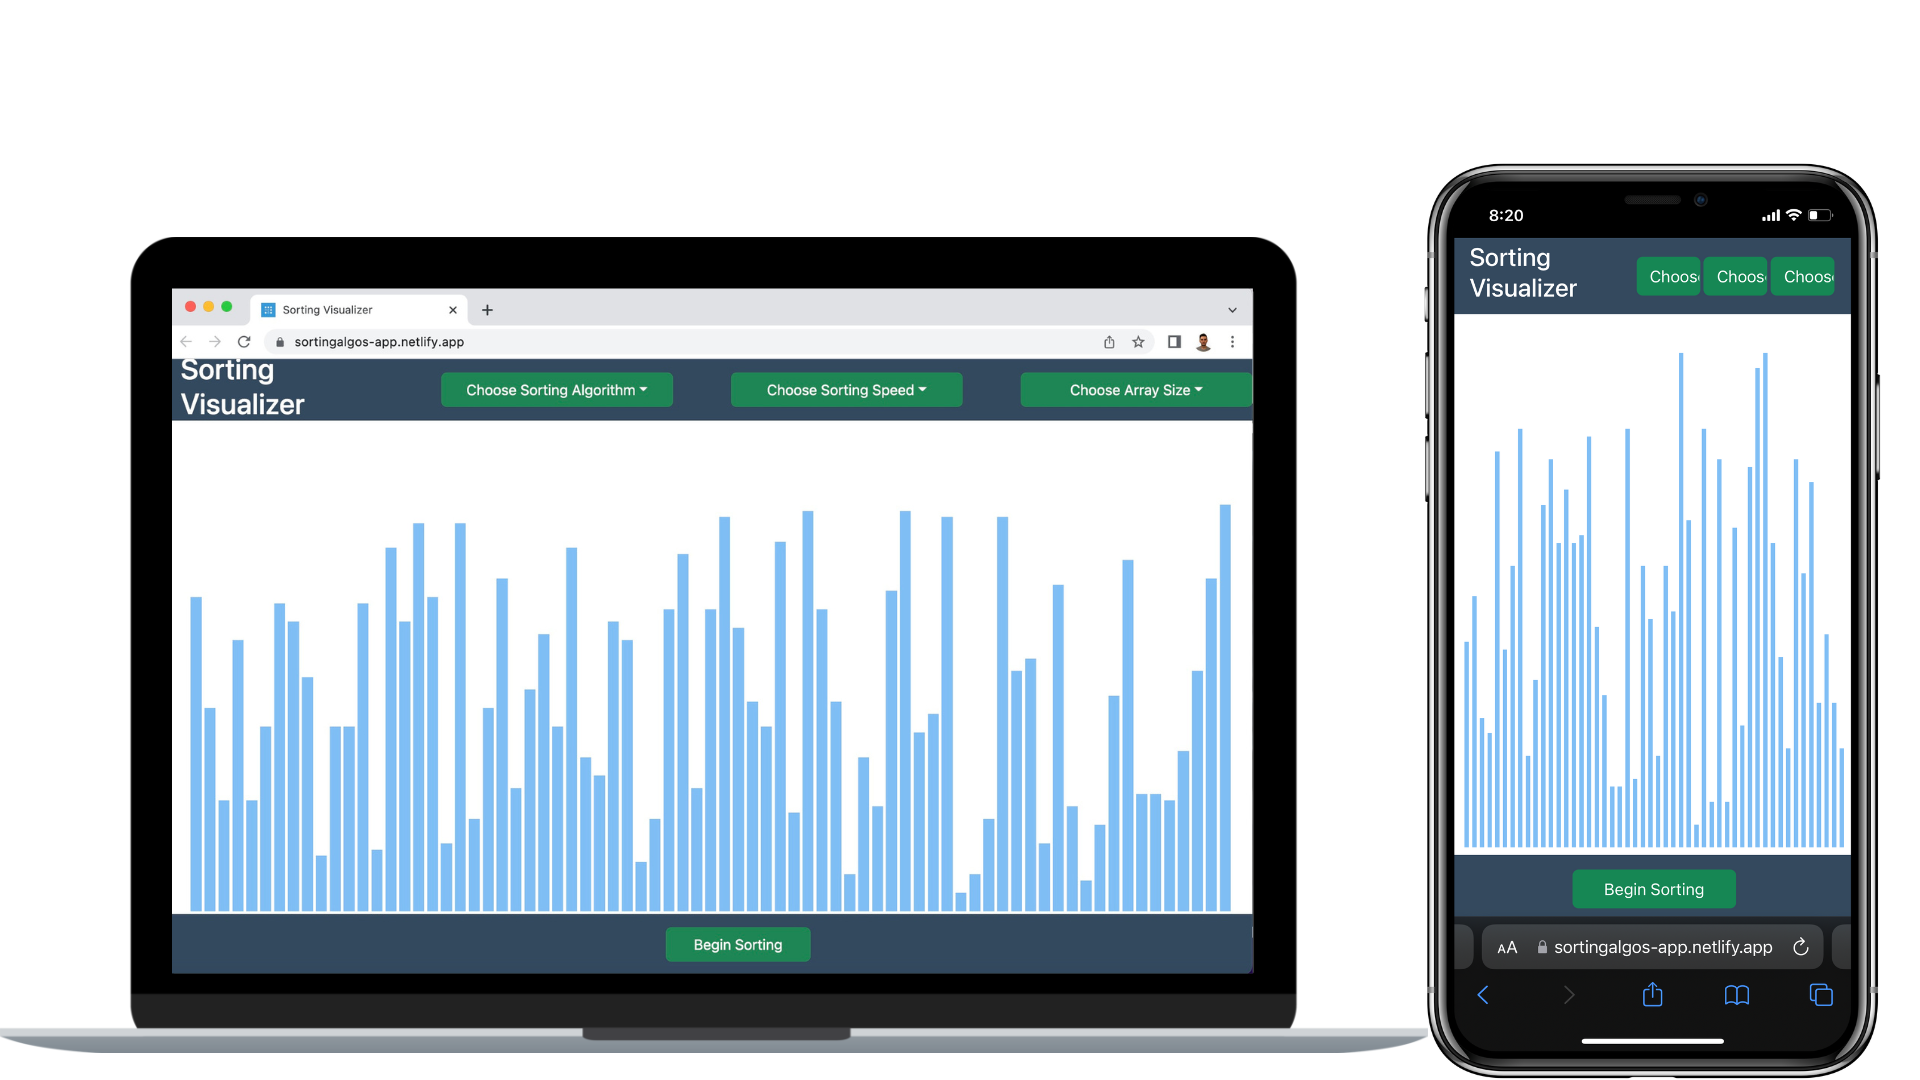 Sorting Visualizer
sortingalgos-app.netlify.app
Sorting
Visualizer
Choose Sorting Algorithm
Choose Sorting Speed
Choose Array Size
Begin Sorting
8:20
Sorting
Visualizer
Choos
Choos
Choos
Begin Sorting
AA
sortingalgos-app.netlify.app